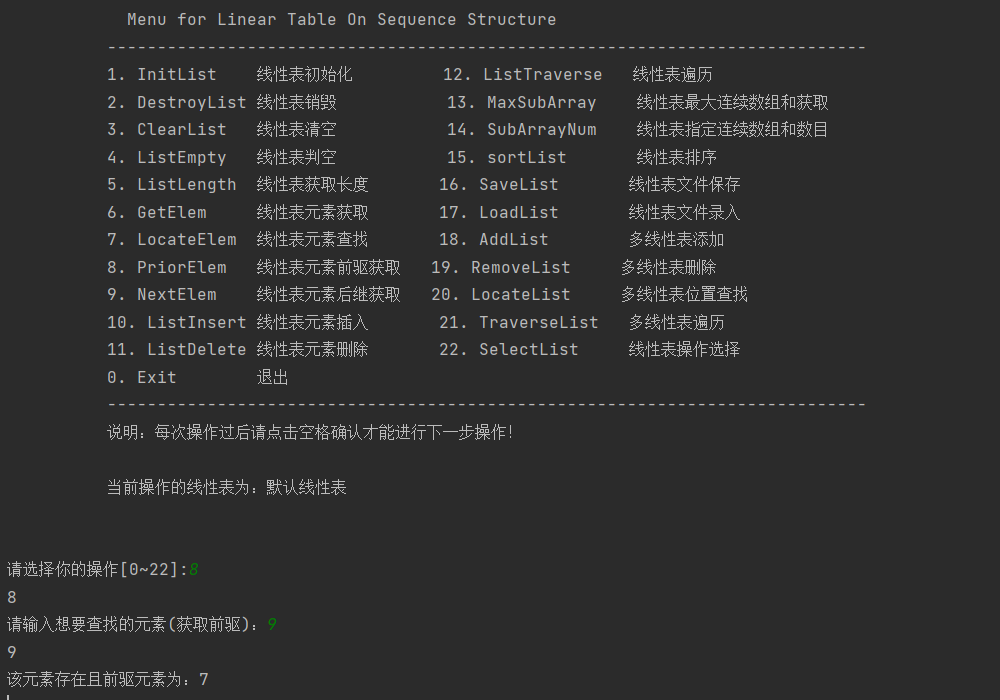 Menu for Linear Table On Sequence Structure
----------------------------------------------------------------------------
1. InitList 线性表初始化 12. ListTraverse 线性表遍历
2. DestroyList 线性表销毁 13. MaxSubArray 线性表最大连续数组和获取
3. ClearList 线性表清空 14. SubArrayNum 线性表指定连续数组和数目
4. ListEmpty 线性表判空 15. sortList 线性表排序
5. ListLength 线性表获取长度 16. SaveList 线性表文件保存
6. GetElem 线性表元素获取 17. LoadList 线性表文件录入
7. LocateElem 线性表元素查找 18. AddList 多线性表添加
8. PriorElem 线性表元素前驱获取 19. RemoveList 多线性表删除
9. NextElem 线性表元素后继获取 20. LocateList 多线性表位置查找
10. ListInsert 线性表元素插入 21. TraverseList 多线性表遍历
11. ListDelete 线性表元素删除 22. SelectList 线性表操作选择
0. Exit 退出
----------------------------------------------------------------------------
说明：每次操作过后请点击空格确认才能进行下一步操作！
当前操作的线性表为：默认线性表
请选择你的操作[0~22]:8
8
请输入想要查找的元素(获取前驱)：9
9
该元素存在且前驱元素为：7